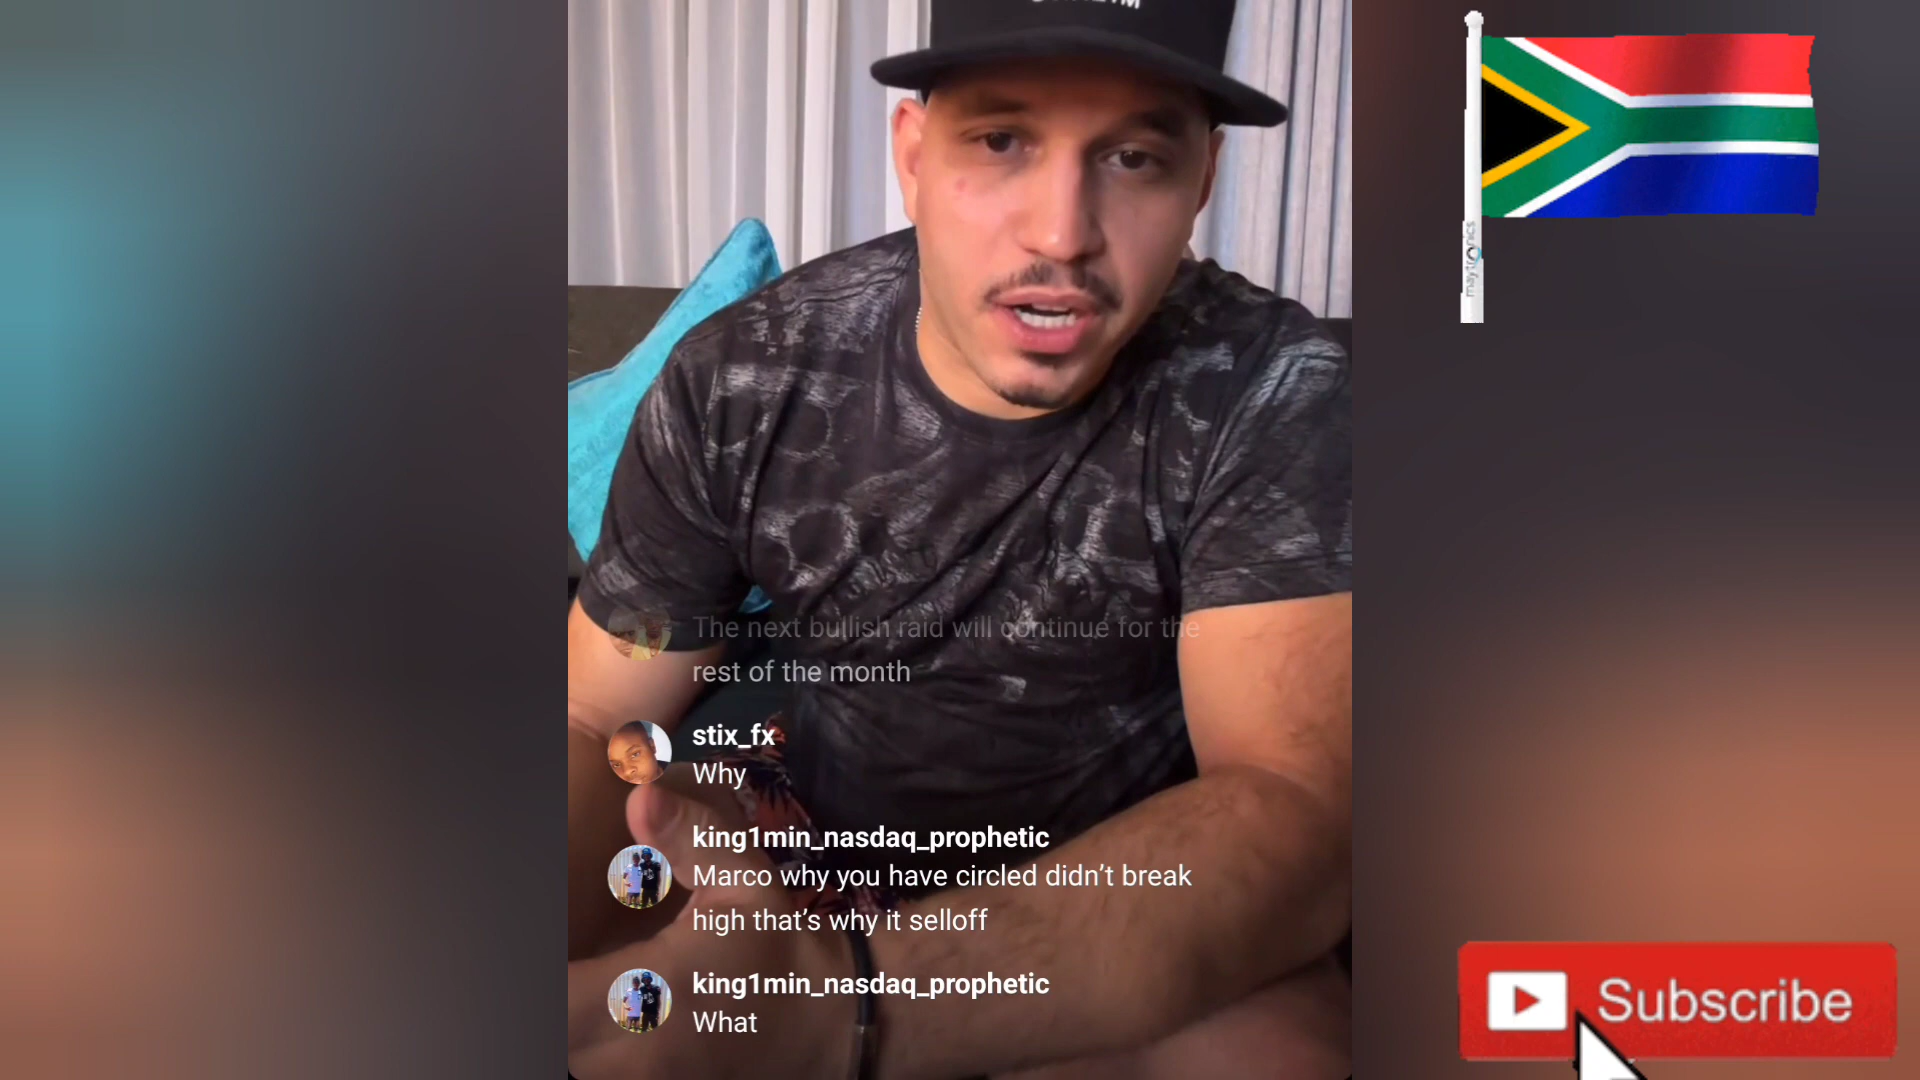 The next bullish raid will continue for the
rest of the month
stix_fx
Why
king1min_nasdaq_prophetic
Marco why you have circled didn’t break
high that’s why it selloff
king1min_nasdaq_prophetic
What
maytronics
Subscribe